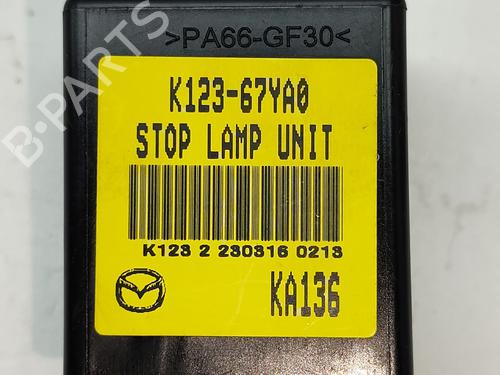 >PA66-GF30<
K123-67YA0
STOP LAMP UNIT
K123 2 230316 0213
KA136
B-PARTS